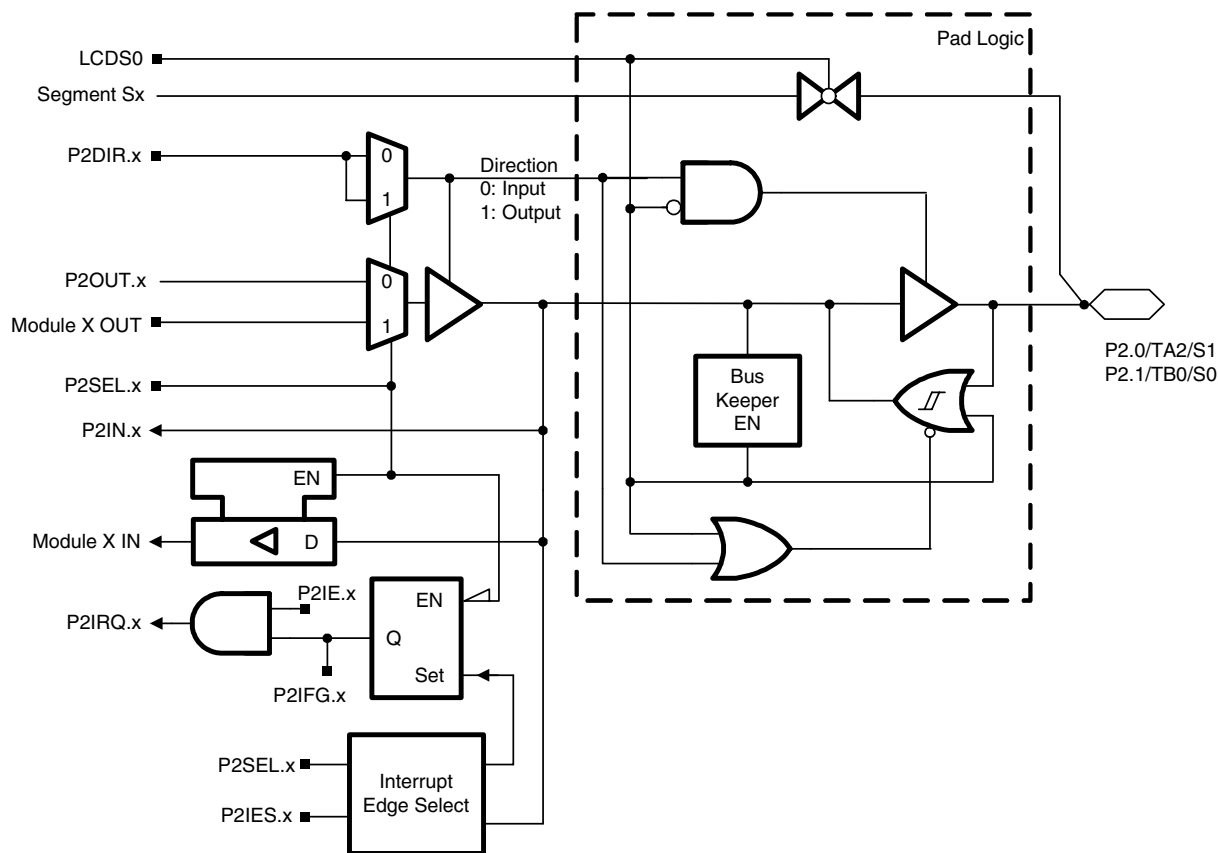 Pad Logic
LCDS0
Segment Sx
P2DIR.x
0
1
Direction
0: Input
1: Output
P2OUT.x
0
Module X OUT
1
P2SEL.x
P2IN.x
Bus
Keeper
EN
P2.0/TA2/S1
P2.1/TB0/S0
EN
Module X IN
D
P2IE.x
EN
P2IRQ.x
Q
Set
P2IFG.x
P2SEL.x
P2IES.x
Interrupt
Edge Select